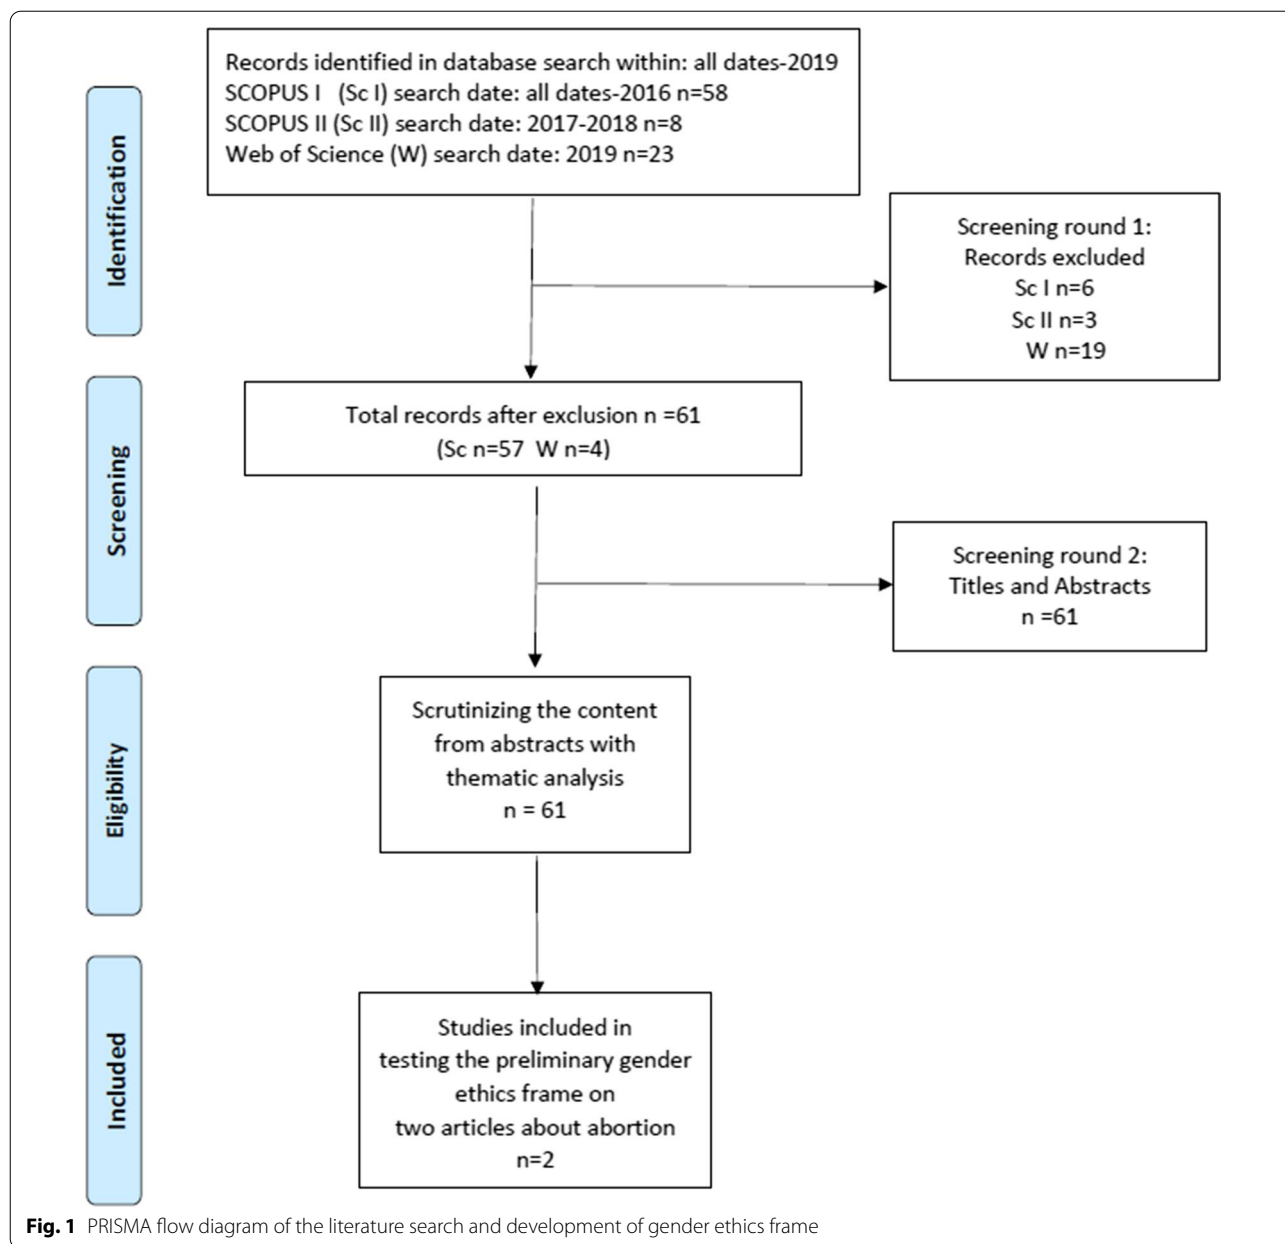 Records identified in database search within: all dates-2019
SCOPUS I (Sc I) search date: all dates-2016 n=58
SCOPUS II (Sc II) search date: 2017-2018 n=8
Web of Science (W) search date: 2019 n=23
Identification
Screening round 1:
Records excluded
Sc I n=6
Sc II n=3
W n=19
Total records after exclusion n =61
(Sc n=57 W n=4)
Screening
Screening round 2:
Titles and Abstracts
n =61
Scrutinizing the content
from abstracts with
thematic analysis
n = 61
Eligibility
Studies included in
testing the preliminary gender
ethics frame on
two articles about abortion
n=2
Included
Fig. 1 PRISMA flow diagram of the literature search and development of gender ethics frame